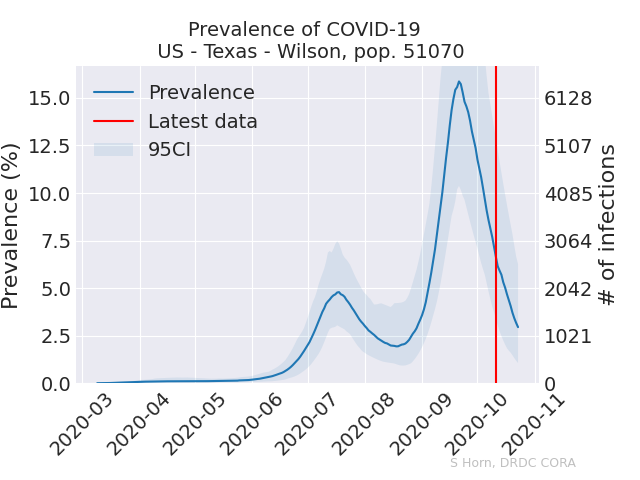 Prevalence of COVID-19
US - Texas - Wilson, pop. 51070
Prevalence
Latest data
95CI
Prevalence (%)
15.0
12.5
10.0
7.5
5.0
2.5
0.0
6128
5107
4085
3064
2042
1021
0
# of infections
2020-03
2020-04
2020-05
2020-06
2020-07
2020-08
2020-09
2020-10
2020-11
S Horn, DRDC CORA